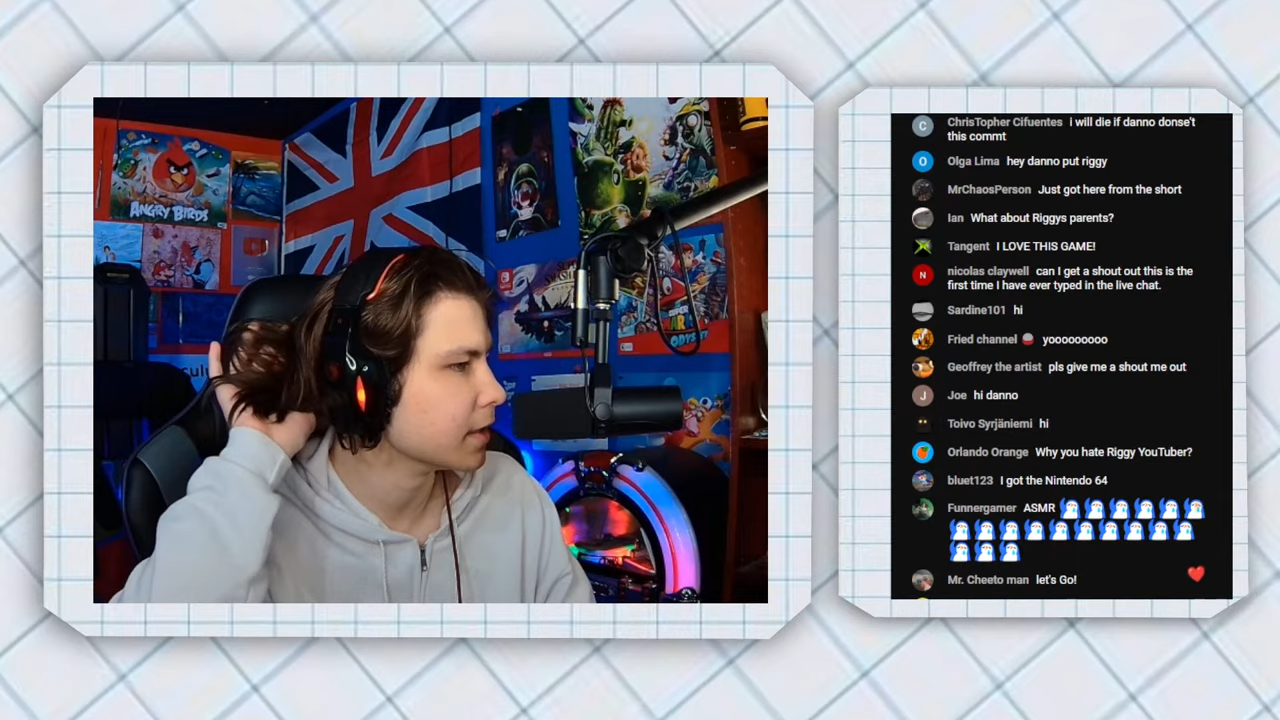 ANGRY BIRDS
SUPER
MARIO
ODYSSEY
ChrisTopher Cifuentes i will die if danno donse't
this commt
Olga Lima hey danno put riggy
MrChaosPerson Just got here from the short
Ian What about Riggys parents?
Tangent I LOVE THIS GAME!
nicolas claywell can I get a shout out this is the
first time I have ever typed in the live chat.
Sardine101 hi
Fried channel yooooooooo
Geoffrey the artist pls give me a shout me out
Joe hi danno
Toivo Syrjäniemi hi
Orlando Orange Why you hate Riggy YouTuber?
bluet123 I got the Nintendo 64
Funnergamer ASMR
Mr. Cheeto man let's Go!